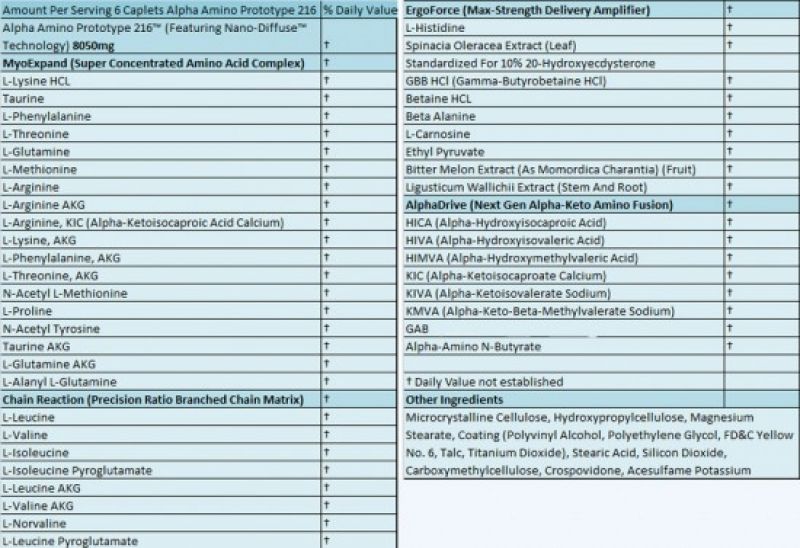 Amount Per Serving 6 Caplets Alpha Amino Prototype 216 % Daily Value
Alpha Amino Prototype 216™ (Featuring Nano-Diffuse™
Technology) 8050mg †
MyoExpand (Super Concentrated Amino Acid Complex) †
L-Lysine HCL †
Taurine †
L-Phenylalanine †
L-Threonine †
L-Glutamine †
L-Methionine †
L-Arginine †
L-Arginine AKG †
L-Arginine, KIC (Alpha-Ketoisocaproic Acid Calcium) †
L-Lysine, AKG †
L-Phenylalanine, AKG †
L-Threonine, AKG †
N-Acetyl L-Methionine †
L-Proline †
N-Acetyl Tyrosine †
Taurine AKG †
L-Glutamine AKG †
L-Alanyl L-Glutamine †
Chain Reaction (Precision Ratio Branched Chain Matrix) †
L-Leucine †
L-Valine †
L-Isoleucine †
L-Isoleucine Pyroglutamate †
L-Leucine AKG †
L-Valine AKG †
L-Norvaline †
L-Leucine Pyroglutamate †
ErgoForce (Max-Strength Delivery Amplifier) †
L-Histidine †
Spinacia Oleracea Extract (Leaf) †
Standardized For 10% 20-Hydroxyecdysterone
GBB HCl (Gamma-Butyrobetaine HCl) †
Betaine HCL †
Beta Alanine †
L-Carnosine †
Ethyl Pyruvate †
Bitter Melon Extract (As Momordica Charantia) (Fruit) †
Ligusticum Wallichii Extract (Stem And Root) †
AlphaDrive (Next Gen Alpha-Keto Amino Fusion) †
HICA (Alpha-Hydroxyisocaproic Acid) †
HIVA (Alpha-Hydroxyisovaleric Acid) †
HIMVA (Alpha-Hydroxymethylvaleric Acid) †
KIC (Alpha-Ketoisocaproate Calcium) †
KIVA (Alpha-Ketoisovalerate Sodium) †
KMVA (Alpha-Keto-Beta-Methylvalerate Sodium) †
GAB †
Alpha-Amino N-Butyrate †
† Daily Value not established
Other Ingredients
Microcrystalline Cellulose, Hydroxypropylcellulose, Magnesium
Stearate, Coating (Polyvinyl Alcohol, Polyethylene Glycol, FD&C Yellow
No. 6, Talc, Titanium Dioxide), Stearic Acid, Silicon Dioxide,
Carboxymethylcellulose, Crospovidone, Acesulfame Potassium